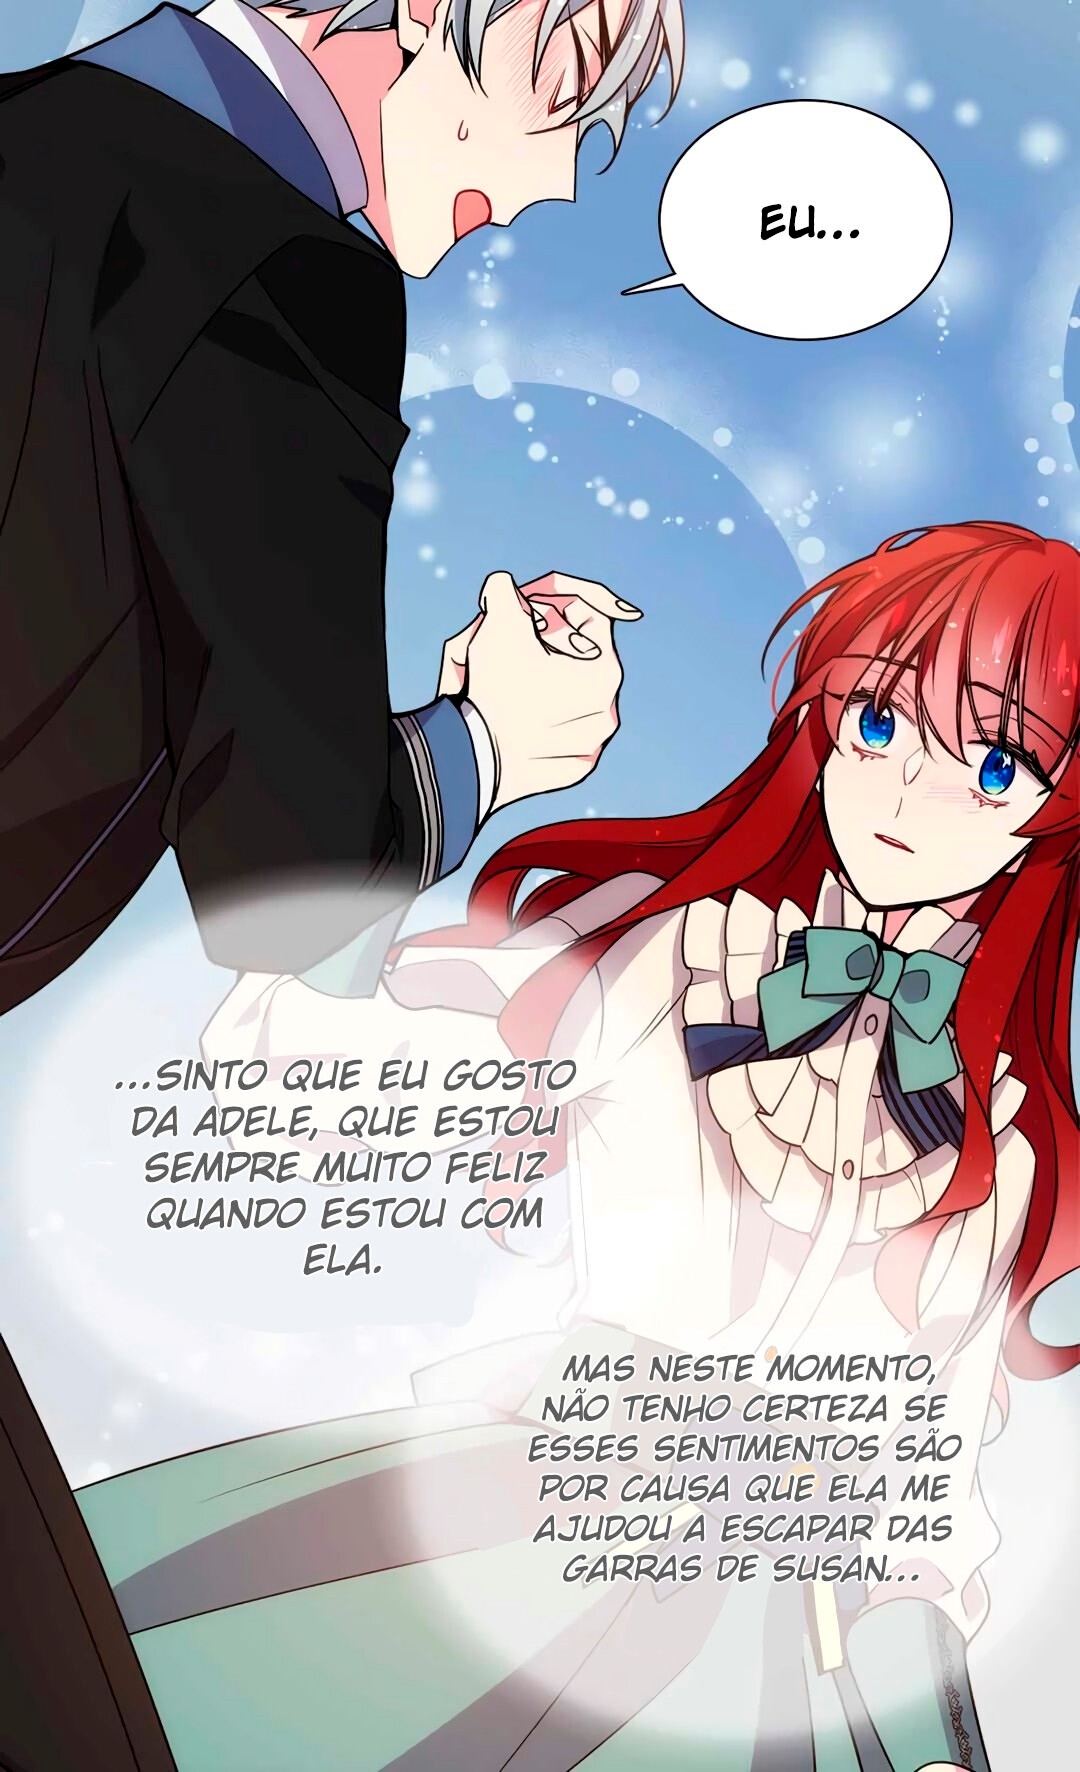 EU...
...SINTO QUE EU GOSTO
DA ADELE, QUE ESTOU
SEMPRE MUITO FELIZ
QUANDO ESTOU COM
ELA.
MAS NESTE MOMENTO,
NÃO TENHO CERTEZA SE
ESSES SENTIMENTOS SÃO
POR CAUSA QUE ELA ME
AJUDOU A ESCAPAR DAS
GARRAS DE SUSAN...